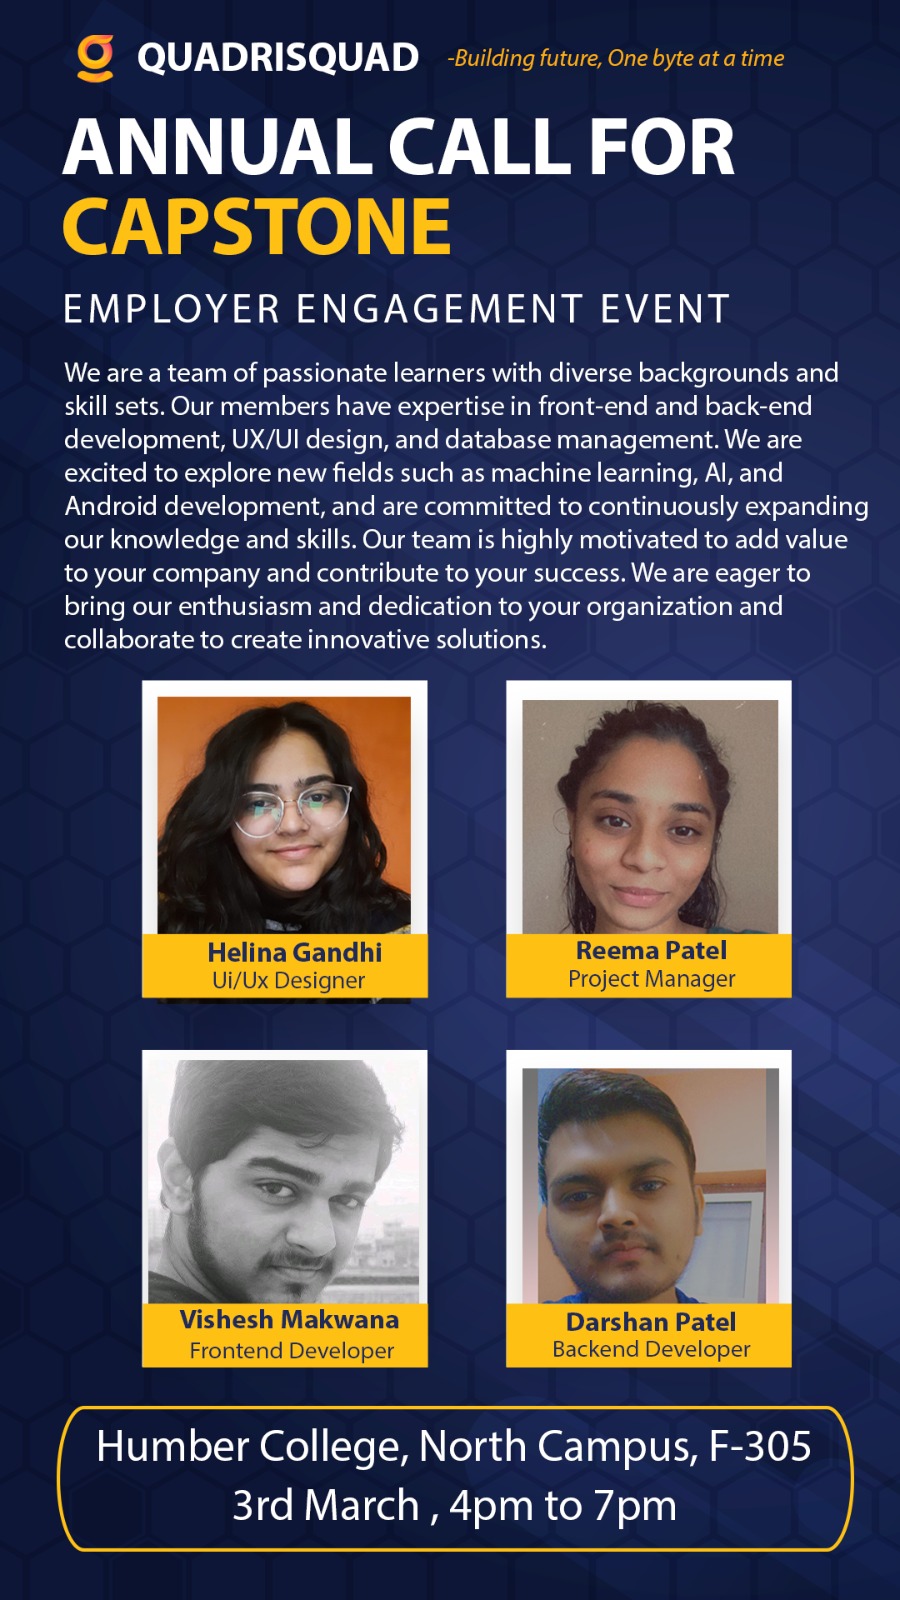 QUADRISQUAD -Building future, One byte at a time
ANNUAL CALL FOR
CAPSTONE
EMPLOYER ENGAGEMENT EVENT
We are a team of passionate learners with diverse backgrounds and
skill sets. Our members have expertise in front-end and back-end
development, UX/UI design, and database management. We are
excited to explore new fields such as machine learning, AI, and
Android development, and are committed to continuously expanding
our knowledge and skills. Our team is highly motivated to add value
to your company and contribute to your success. We are eager to
bring our enthusiasm and dedication to your organization and
collaborate to create innovative solutions.
Helina Gandhi
Ui/Ux Designer
Reema Patel
Project Manager
Vishesh Makwana
Frontend Developer
Darshan Patel
Backend Developer
Humber College, North Campus, F-305
3rd March , 4pm to 7pm